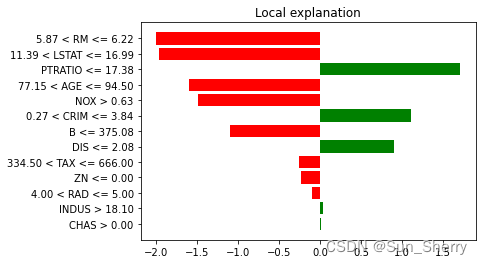 Local explanation
5.87 < RM <= 6.22
11.39 < LSTAT <= 16.99
PTRATIO <= 17.38
77.15 < AGE <= 94.50
NOX > 0.63
0.27 < CRIM <= 3.84
B <= 375.08
DIS <= 2.08
334.50 < TAX <= 666.00
ZN <= 0.00
4.00 < RAD <= 5.00
INDUS > 18.10
CHAS > 0.00
−2.0 −1.5 −1.0 −0.5 0.0 0.5 1.0 1.5
CSDN @Sun_Sherry